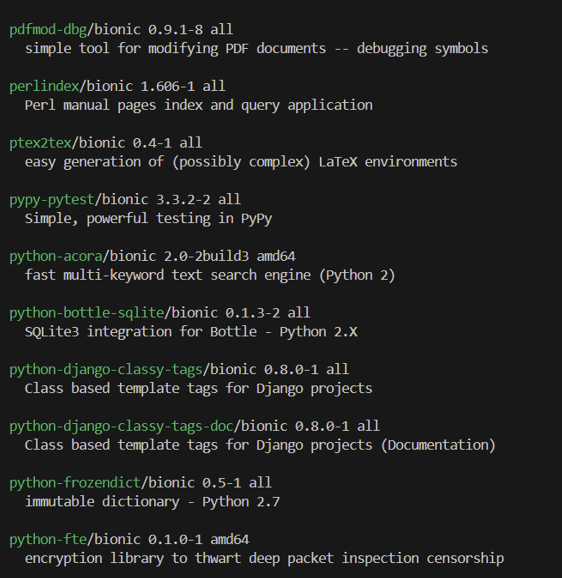 pdfmod-dbg/bionic 0.9.1-8 all
simple tool for modifying PDF documents -- debugging symbols
perlindex/bionic 1.606-1 all
Perl manual pages index and query application
ptex2tex/bionic 0.4-1 all
easy generation of (possibly complex) LaTeX environments
pypy-pytest/bionic 3.3.2-2 all
Simple, powerful testing in PyPy
python-acora/bionic 2.0-2build3 amd64
fast multi-keyword text search engine (Python 2)
python-bottle-sqlite/bionic 0.1.3-2 all
SQLite3 integration for Bottle - Python 2.X
python-django-classy-tags/bionic 0.8.0-1 all
Class based template tags for Django projects
python-django-classy-tags-doc/bionic 0.8.0-1 all
Class based template tags for Django projects (Documentation)
python-frozendict/bionic 0.5-1 all
immutable dictionary - Python 2.7
python-fte/bionic 0.1.0-1 amd64
encryption library to thwart deep packet inspection censorship